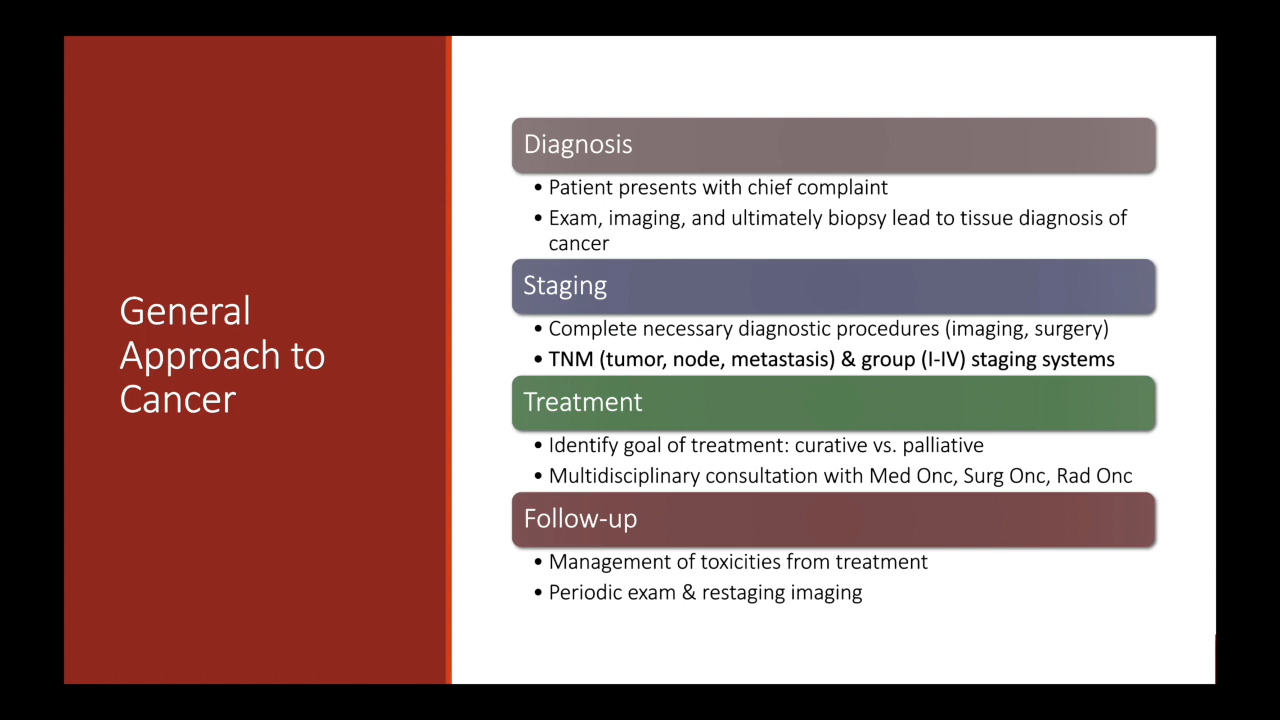 General
Approach to
Cancer
Diagnosis
• Patient presents with chief complaint
• Exam, imaging, and ultimately biopsy lead to tissue diagnosis of
cancer
Staging
• Complete necessary diagnostic procedures (imaging, surgery)
• TNM (tumor, node, metastasis) & group (I-IV) staging systems
Treatment
• Identify goal of treatment: curative vs. palliative
• Multidisciplinary consultation with Med Onc, Surg Onc, Rad Onc
Follow-up
• Management of toxicities from treatment
• Periodic exam & restaging imaging